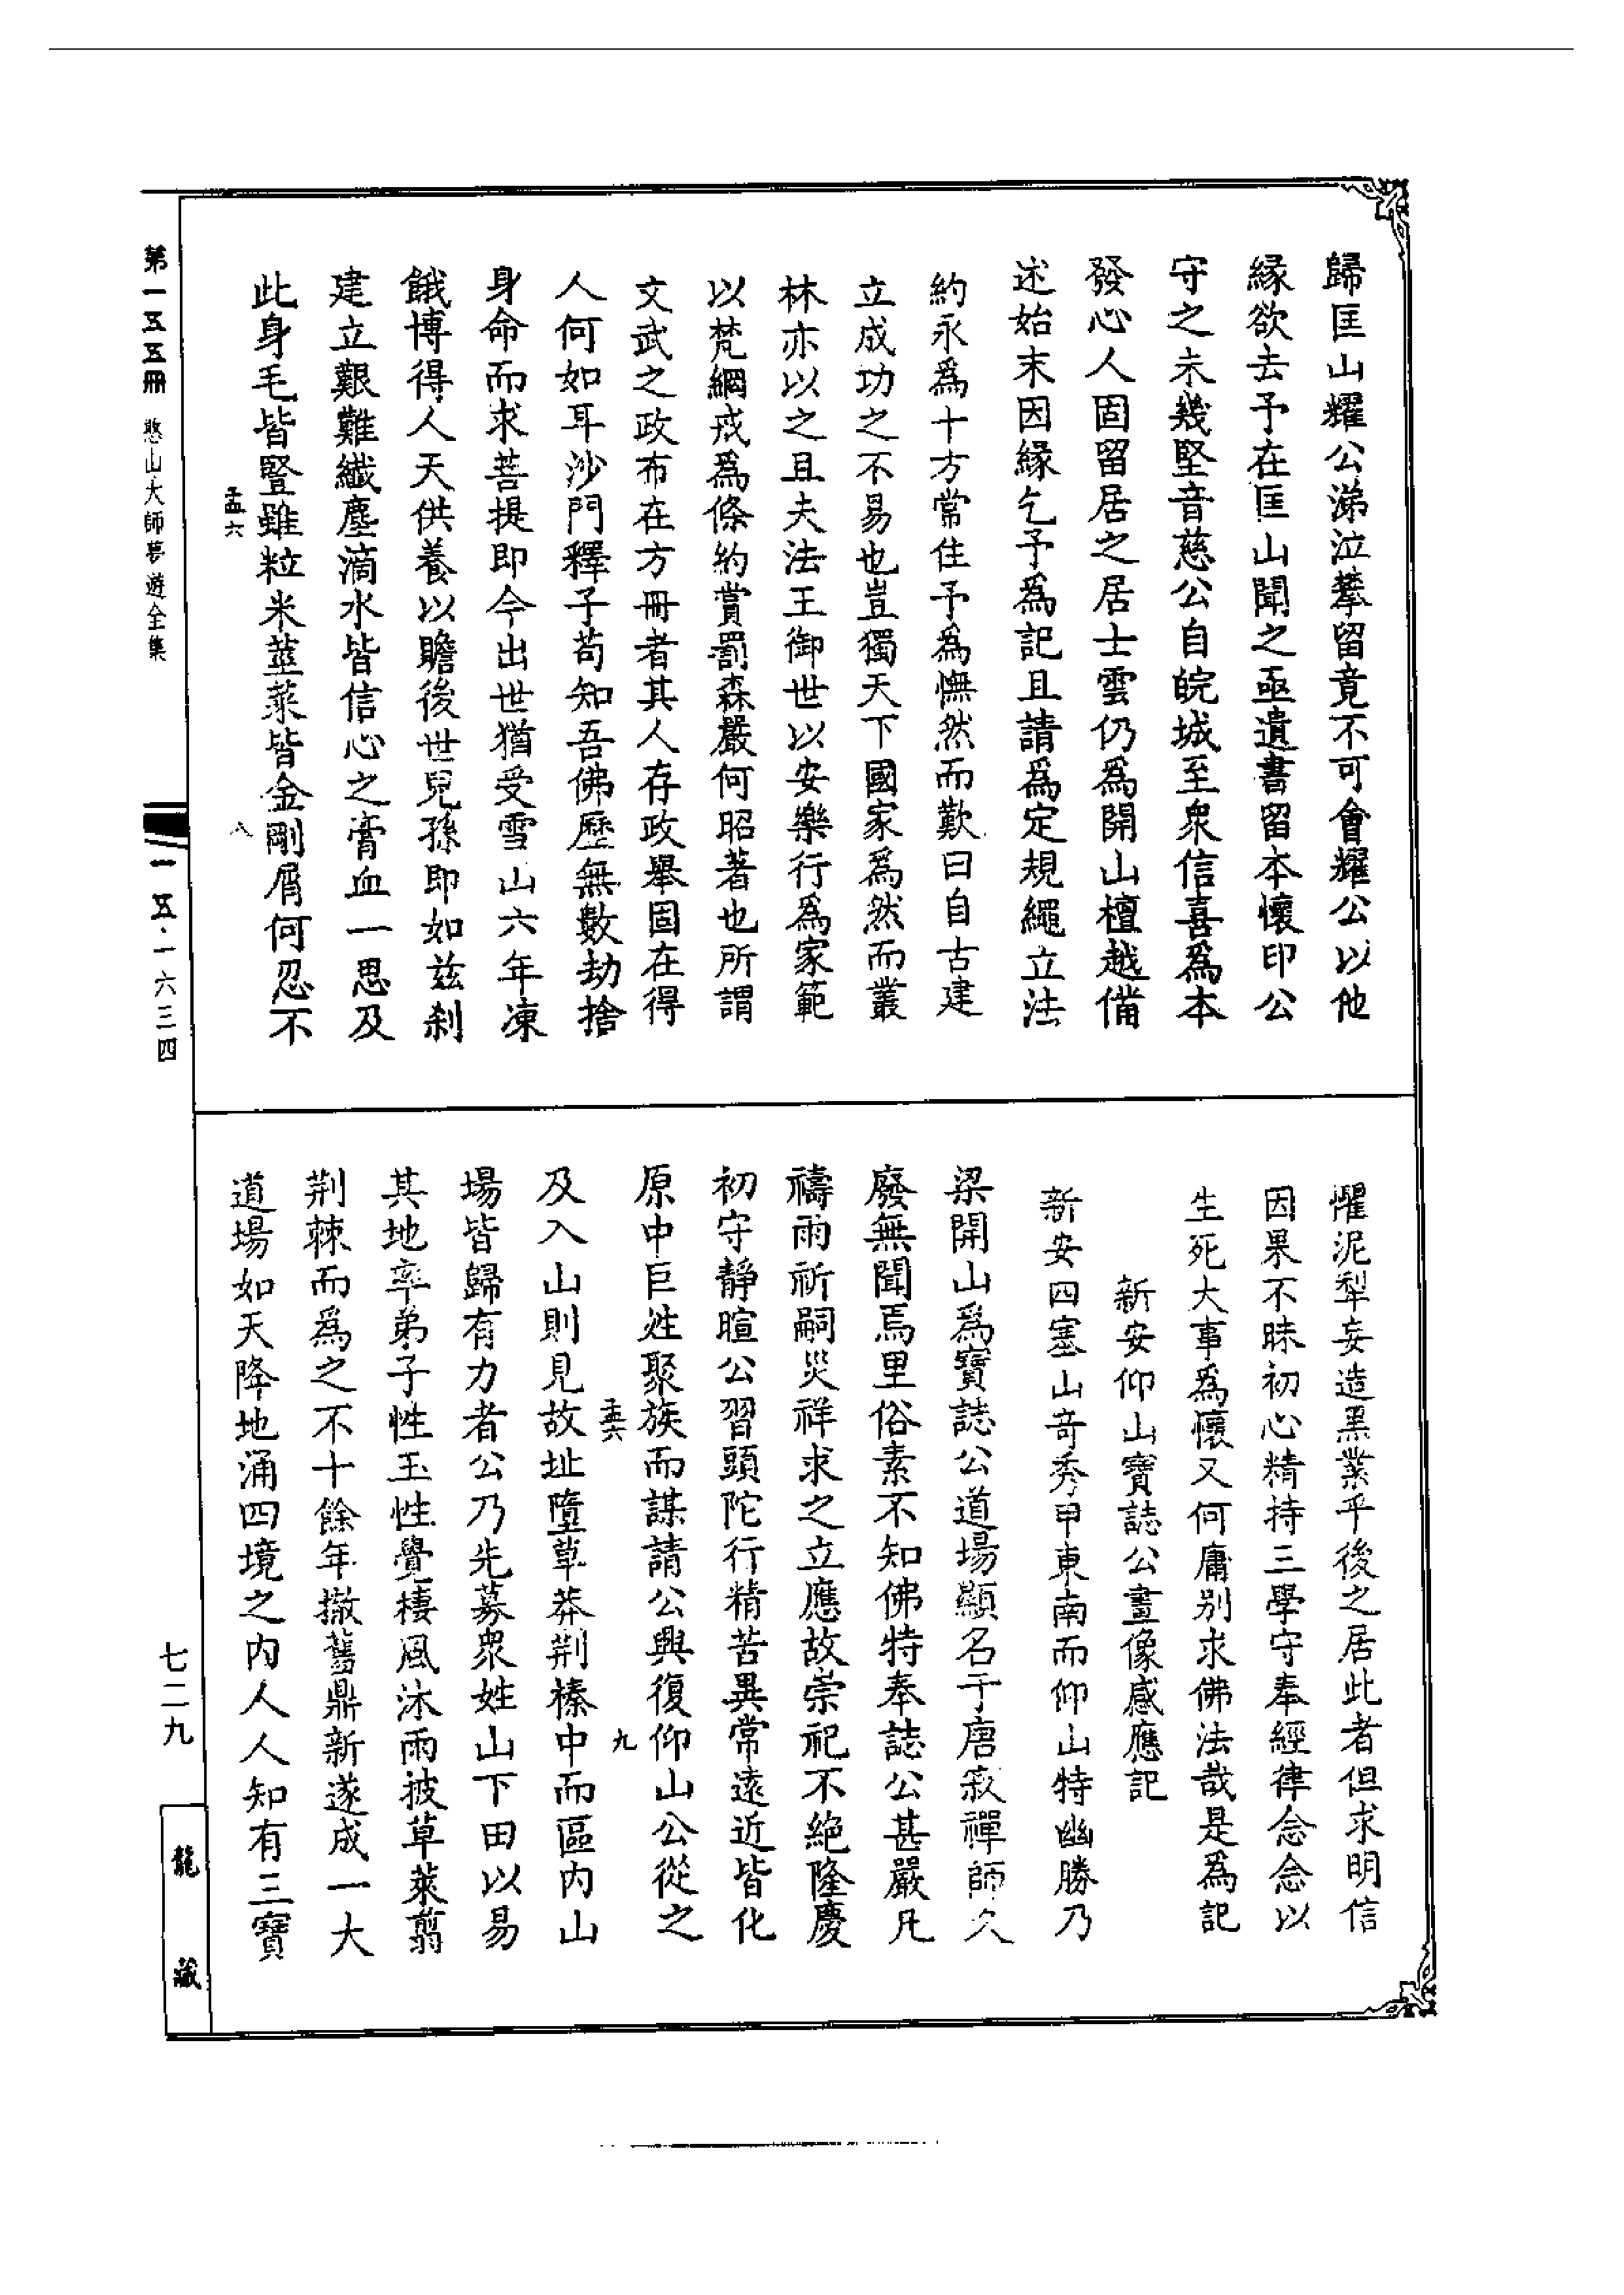 歸匡山耀公涕泣攀留竟不可會耀公以他
緣欲去予在匡山聞之亟遺書留本懷印公
守之未幾堅音慈公自皖城至衆信喜爲本
發心人固留居之居士雲仍爲開山檀越備
述始末因緣乞予爲記且請爲定規繩立法
約永爲十方常住予爲憮然而歎曰自古建
立成功之不易也豈獨天下國家爲然而叢
林亦以之且夫法王御世以安樂行爲家範
以梵網戒爲條約賞罰森嚴何昭著也所謂
文武之政布在方冊者其人存政舉固在得
人何如耳沙門釋子苟知吾佛歷無數劫捨
身命而求菩提即今出世猶受雪山六年凍
餓博得人天供養以贍後世兒孫即如茲刹
建立艱難纖塵滴水皆信心之膏血一思及
此身毛皆豎雖粒米莖菜皆金剛屑何忍不
孟六
八
懼泥犁妄造黑業乎後之居此者但求明信
因果不昧初心精持三學守奉經律念念以
生死大事爲懷又何庸別求佛法哉是爲記
新安仰山寶誌公畫像感應記
新安四塞山奇秀甲東南而仰山特幽勝乃
梁開山爲寶誌公道場顯名于唐寂禪師久
廢無聞焉里俗素不知佛特奉誌公甚嚴凡
禱雨祈嗣災祥求之立應故崇祀不絕隆慶
初守靜暄公習頭陀行精苦異常遠近皆化
原中巨姓聚族而謀請公興復仰山公從之
孟六
九
及入山則見故址墮草莽荆榛中而區內山
場皆歸有力者公乃先募衆姓山下田以易
其地率弟子性玉性覺棲風沐雨披草萊翦
荆棘而爲之不十餘年撤舊鼎新遂成一大
道場如天降地涌四境之內人人知有三寶
第一五五冊
憨山大師夢遊全集
一五五·一六三四
七二九
龍藏